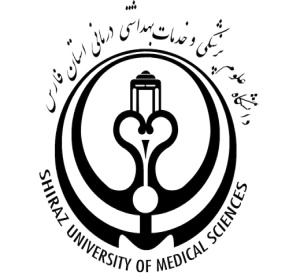 دانشگاه علوم پزشکی و خدمات بهداشتی درمانی استان فارس
SHIRAZ UNIVERSITY OF MEDICAL SCIENCES